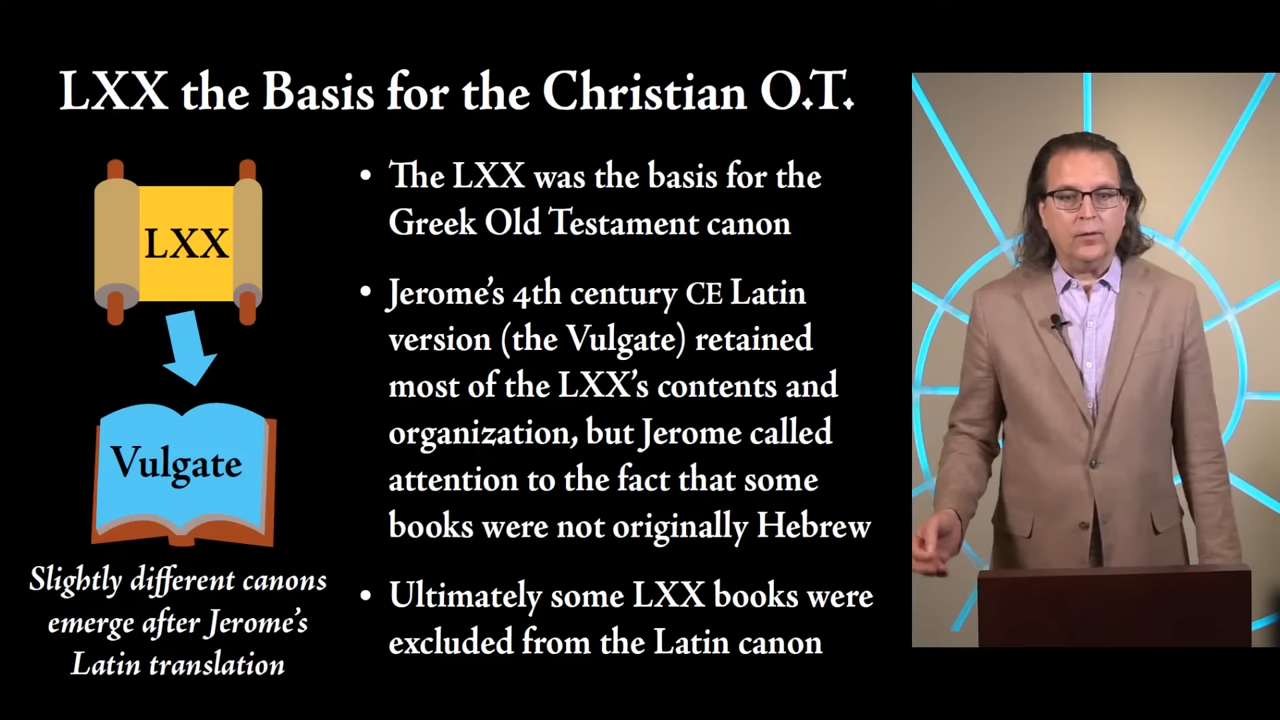 LXX the Basis for the Christian O.T.
LXX
Vulgate
Slightly different canons
emerge after Jerome's
Latin translation
• The LXX was the basis for the
Greek Old Testament canon
• Jerome's 4th century CE Latin
version (the Vulgate) retained
most of the LXX's contents and
organization, but Jerome called
attention to the fact that some
books were not originally Hebrew
• Ultimately some LXX books were
excluded from the Latin canon